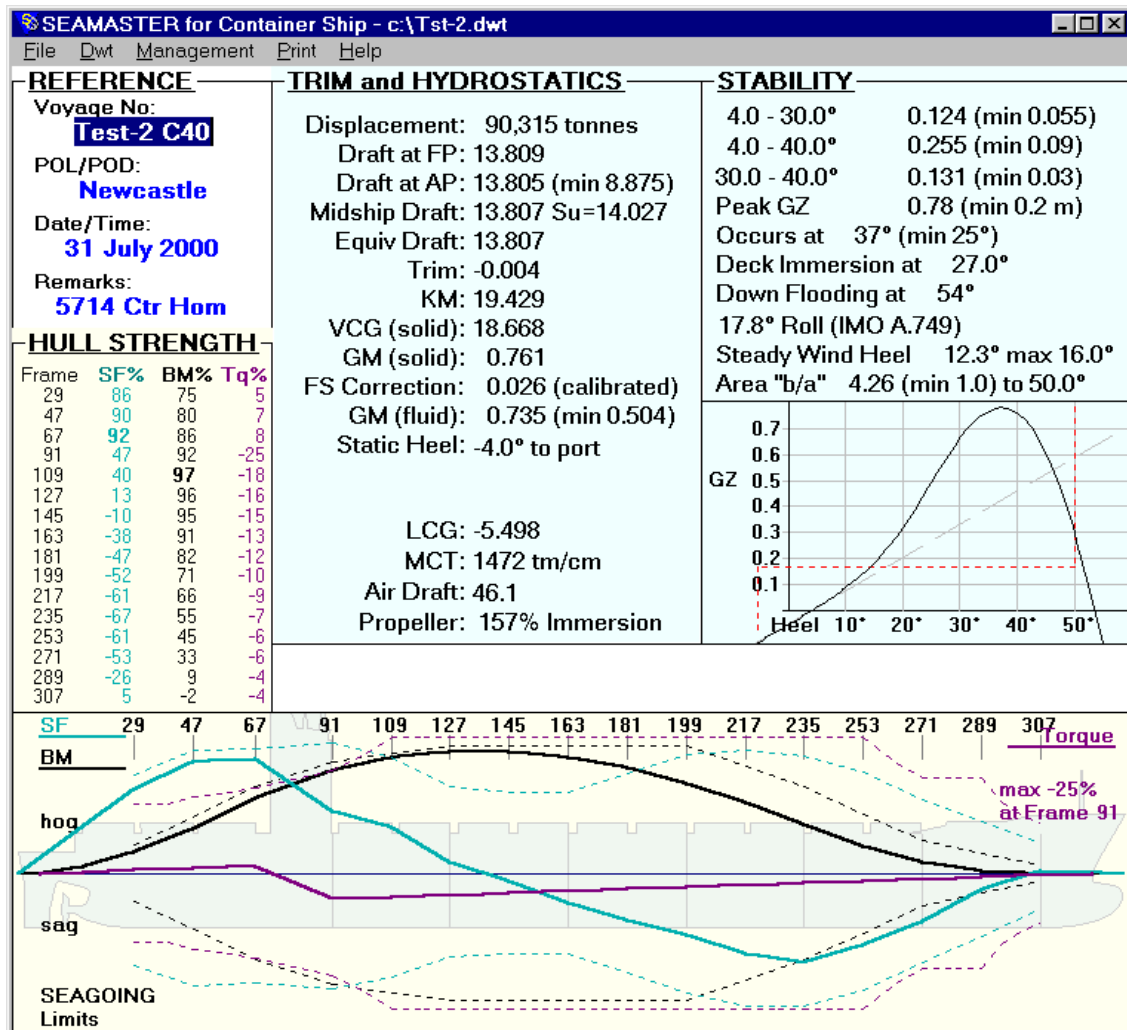 SEAMASTER for Container Ship - c:\Tst-2.dwt
File Dwt Management Print Help
REFERENCE
Voyage No:
Test-2 C40
POL/POD:
Newcastle
Date/Time:
31 July 2000
Remarks:
5714 Ctr Hom
HULL STRENGTH
Frame SF% BM% Tq%
29 86 75 5
47 90 80 7
67 92 86 8
91 47 92 -25
109 40 97 -18
127 13 96 -16
145 -10 95 -15
163 -38 91 -13
181 -47 82 -12
199 -52 71 -10
217 -61 66 -9
235 -67 55 -7
253 -61 45 -6
271 -53 33 -6
289 -26 9 -4
307 5 -2 -4
TRIM and HYDROSTATICS
Displacement: 90,315 tonnes
Draft at FP: 13.809
Draft at AP: 13.805 (min 8.875)
Midship Draft: 13.807 Su=14.027
Equiv Draft: 13.807
Trim: -0.004
KM: 19.429
VCG (solid): 18.668
GM (solid): 0.761
FS Correction: 0.026 (calibrated)
GM (fluid): 0.735 (min 0.504)
Static Heel: -4.0° to port
LCG: -5.498
MCT: 1472 tm/cm
Air Draft: 46.1
Propeller: 157% Immersion
STABILITY
4.0 - 30.0° 0.124 (min 0.055)
4.0 - 40.0° 0.255 (min 0.09)
30.0 - 40.0° 0.131 (min 0.03)
Peak GZ 0.78 (min 0.2 m)
Occurs at 37° (min 25°)
Deck Immersion at 27.0°
Down Flooding at 54°
17.8° Roll (IMO A.749)
Steady Wind Heel 12.3° max 16.0°
Area "b/a" 4.26 (min 1.0) to 50.0°
0.7
0.6
GZ 0.5
0.4
0.3
0.2
0.1
Heel 10° 20° 30° 40° 50°
SF 29 47 67 91 109 127 145 163 181 199 217 235 253 271 289 307
Torque
BM
max -25%
at Frame 91
hog
sag
SEAGOING
Limits